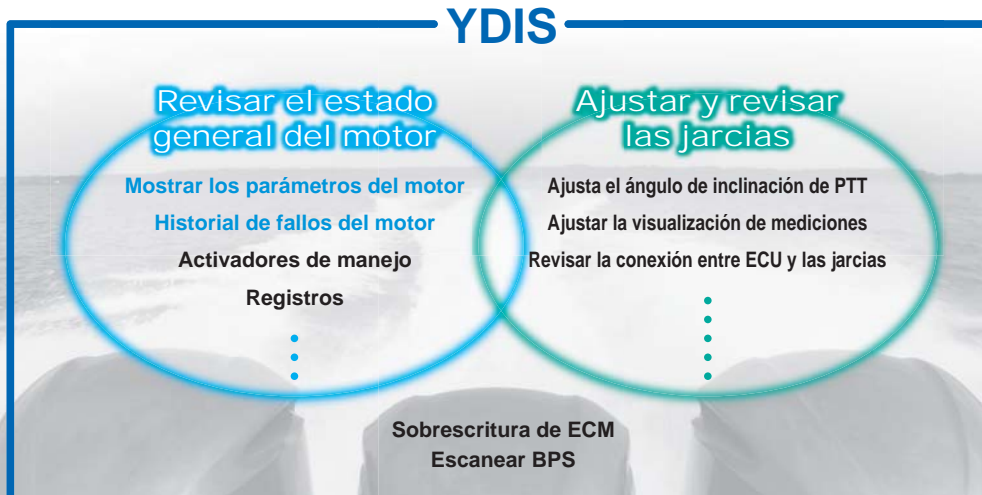 YDIS
Revisar el estado
general del motor
Mostrar los parámetros del motor
Historial de fallos del motor
Activadores de manejo
Registros
Ajustar y revisar
las jarcias
Ajusta el ángulo de inclinación de PTT
Ajustar la visualización de mediciones
Revisar la conexión entre ECU y las jarcias
Sobrescritura de ECM
Escanear BPS